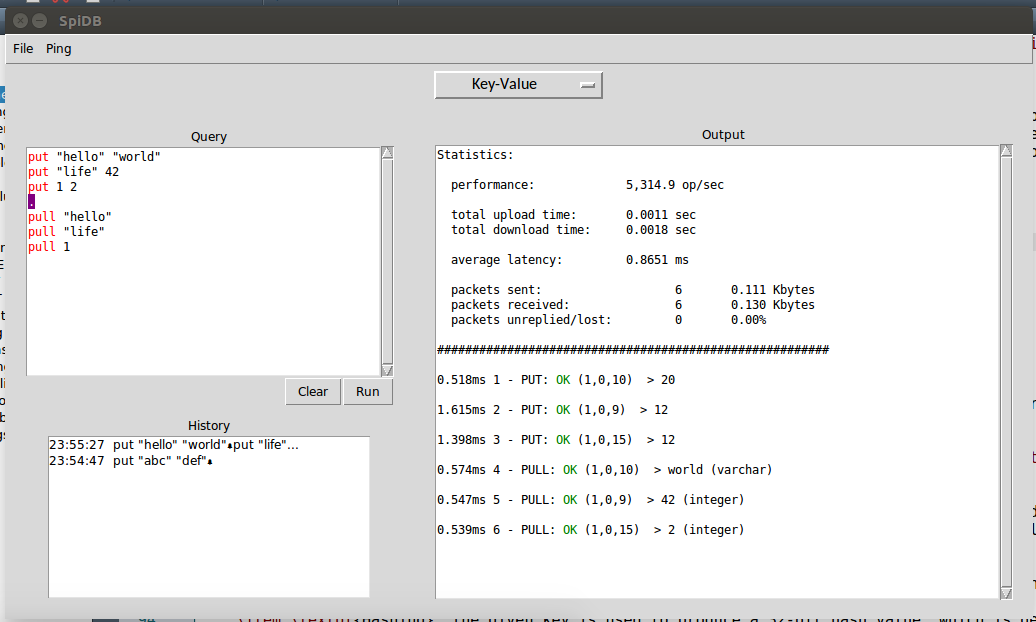 SpiDB
File Ping
Key-Value
Query
put "hello" "world"
put "life" 42
put 1 2
.
pull "hello"
pull "life"
pull 1
Clear Run
History
23:55:27 put "hello" "world"↴put "life"...
23:54:47 put "abc" "def"↴
Output
Statistics:
performance: 5,314.9 op/sec
total upload time: 0.0011 sec
total download time: 0.0018 sec
average latency: 0.8651 ms
packets sent: 6 0.111 Kbytes
packets received: 6 0.130 Kbytes
packets unreplied/lost: 0 0.00%
########################################################
0.518ms 1 - PUT: OK (1,0,10) > 20
1.615ms 2 - PUT: OK (1,0,9) > 12
1.398ms 3 - PUT: OK (1,0,15) > 12
0.574ms 4 - PULL: OK (1,0,10) > world (varchar)
0.547ms 5 - PULL: OK (1,0,9) > 42 (integer)
0.539ms 6 - PULL: OK (1,0,15) > 2 (integer)